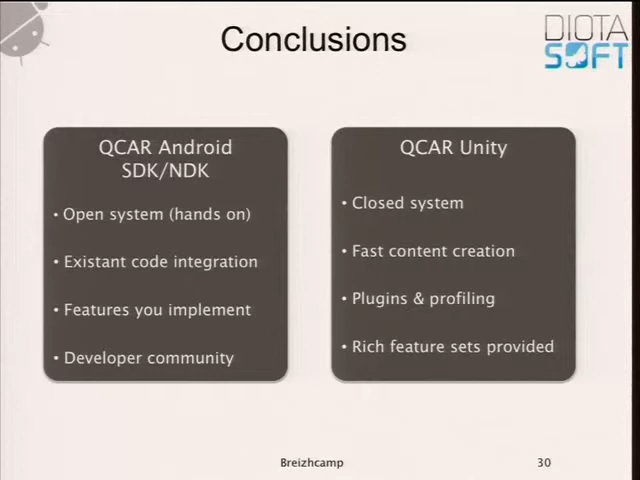 Conclusions
DIOTA
SOFT
QCAR Android
SDK/NDK
• Open system (hands on)
• Existant code integration
• Features you implement
• Developer community
QCAR Unity
• Closed system
• Fast content creation
• Plugins & profiling
• Rich feature sets provided
Breizhcamp
30